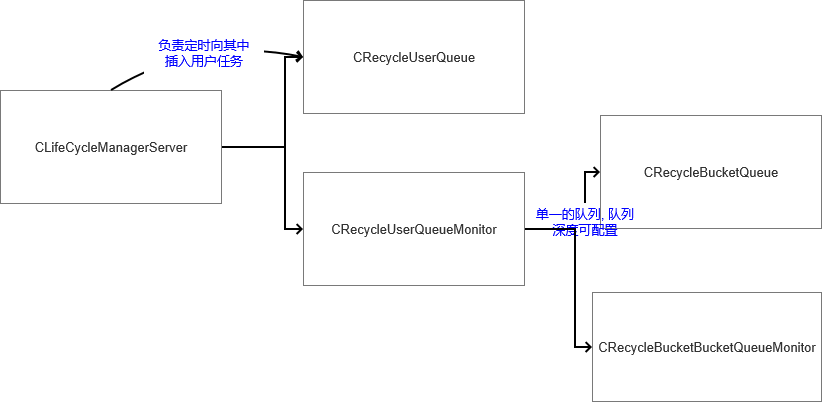 负责定时向其中
插入用户任务
CRecycleUserQueue
CLifeCycleManagerServer
CRecycleBucketQueue
单一的队列, 队列
深度可配置
CRecycleUserQueueMonitor
CRecycleBucketBucketQueueMonitor